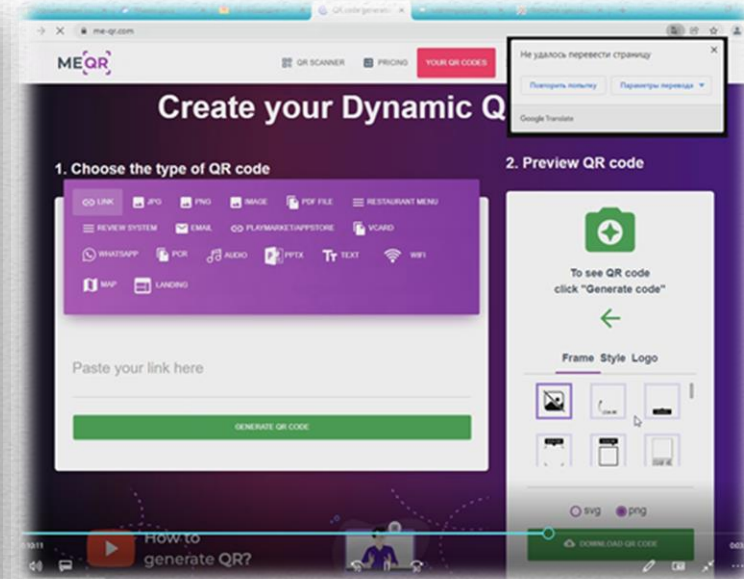 me-qr.com
MEQR
QR SCANNER
PRICING
YOUR QR CODES
Не удалось перевести страницу
Повторить попытку
Параметры перевода
Google Translate
Create your Dynamic Q
1. Choose the type of QR code
LINK JPG PNG IMAGE PDF FILE RESTAURANT MENU
REVIEW SYSTEM EMAIL PLAYMARKET/APPSTORE VCARD
WHATSAPP PCR AUDIO PPTX Tт TEXT WIFI
MAP LANDING
Paste your link here
GENERATE QR CODE
2. Preview QR code
To see QR code
click "Generate code"
Frame Style Logo
svg png
DOWNLOAD QR CODE
How to
generate QR?